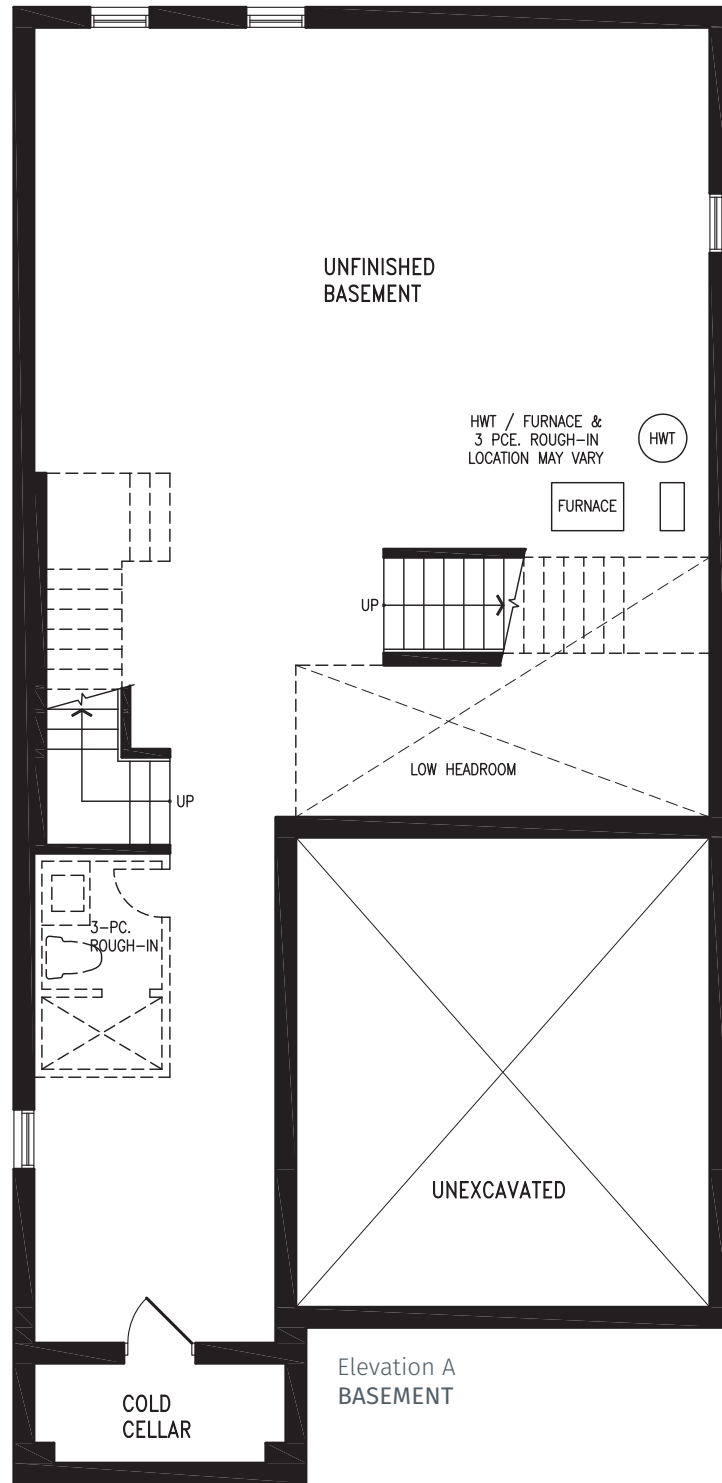 UNFINISHED
BASEMENT
HWT / FURNACE &
3 PCE. ROUGH-IN
LOCATION MAY VARY
HWT
FURNACE
UP
LOW HEADROOM
UP
3-PC.
ROUGH-IN
UNEXCAVATED
Elevation A
BASEMENT
COLD
CELLAR